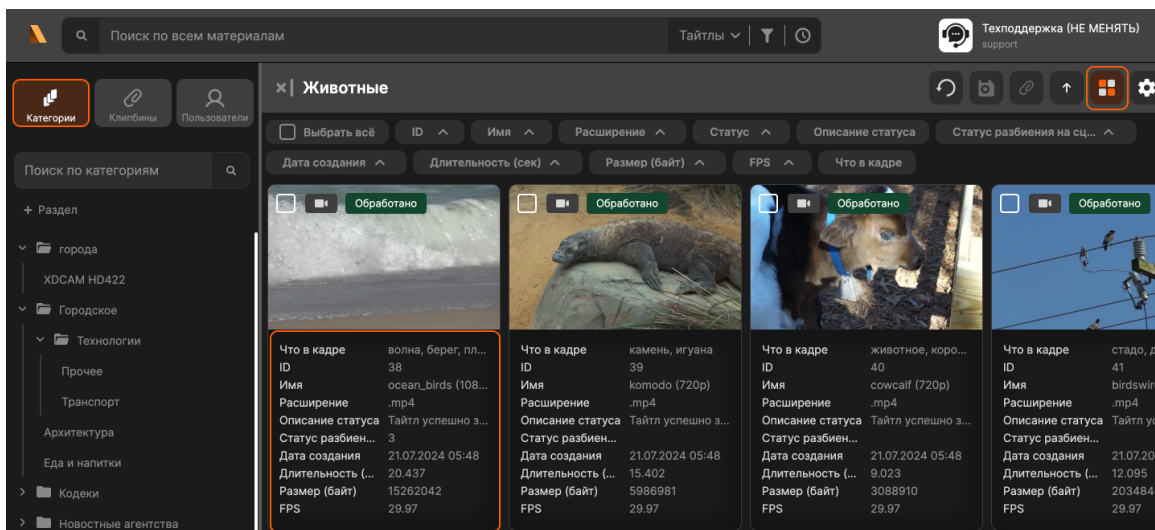 Поиск по всем материалам
Тайтлы
Техподдержка (НЕ МЕНЯТЬ)
support
Категории
Клипбины
Пользователи
Поиск по категориям
+ Раздел
города
XDCAM HD422
Городское
Технологии
Прочее
Транспорт
Архитектура
Еда и напитки
Кодеки
Новостные агентства
Животные
Выбрать всё ID Имя Расширение Статус Описание статуса Статус разбиения на сц...
Дата создания Длительность (сек) Размер (байт) FPS Что в кадре
Обработано
Что в кадре волна, берег, пл...
ID 38
Имя ocean_birds (108...
Расширение .mp4
Описание статуса Тайтл успешно з...
Статус разбиен... 3
Дата создания 21.07.2024 05:48
Длительность (... 20.437
Размер (байт) 15262042
FPS 29.97
Обработано
Что в кадре камень, игуана
ID 39
Имя komodo (720p)
Расширение .mp4
Описание статуса Тайтл успешно з...
Статус разбиен...
Дата создания 21.07.2024 05:48
Длительность (... 15.402
Размер (байт) 5986981
FPS 29.97
Обработано
Что в кадре животное, коро...
ID 40
Имя cowcalf (720p)
Расширение .mp4
Описание статуса Тайтл успешно з...
Статус разбиен...
Дата создания 21.07.2024 05:48
Длительность (... 9.023
Размер (байт) 3088910
FPS 29.97
Обработано
Что в кадре стадо,
ID 41
Имя birdswir
Расширение .mp4
Описание статуса Тайтл ус
Статус разбиен...
Дата создания 21.07.20
Длительность (... 12.095
Размер (байт) 203484
FPS 29.97